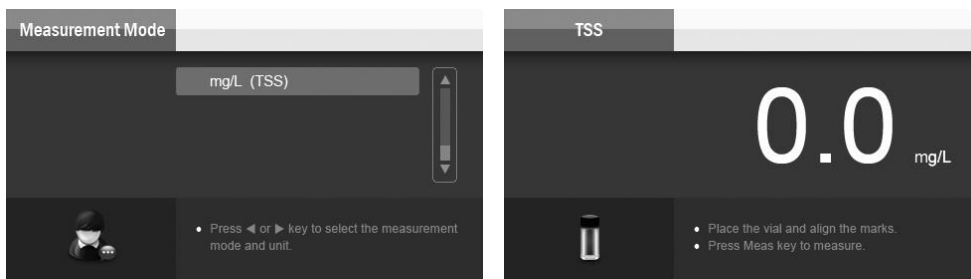 Measurement Mode
mg/L (TSS)
• Press ◀ or ▶ key to select the measurement
mode and unit.
TSS
0.0 mg/L
• Place the vial and align the marks.
• Press Meas key to measure.